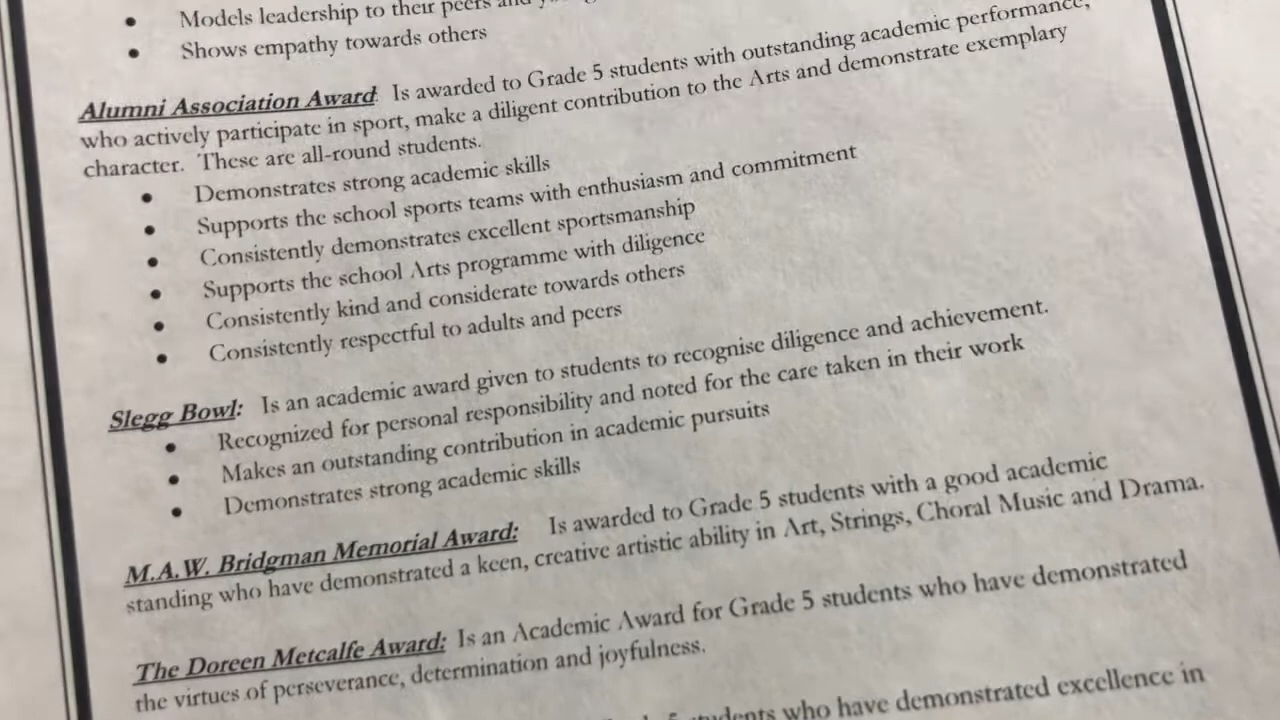 Models leadership to their peers and
Shows empathy towards others
Alumni Association Award. Is awarded to Grade 5 students with outstanding academic performance,
who actively participate in sport, make a diligent contribution to the Arts and demonstrate exemplary
character. These are all-round students.
Demonstrates strong academic skills
Supports the school sports teams with enthusiasm and commitment
Consistently demonstrates excellent sportsmanship
Supports the school Arts programme with diligence
Consistently kind and considerate towards others
Consistently respectful to adults and peers
Slegg Bowl: Is an academic award given to students to recognise diligence and achievement.
Recognized for personal responsibility and noted for the care taken in their work
Makes an outstanding contribution in academic pursuits
Demonstrates strong academic skills
M.A.W. Bridgman Memorial Award: Is awarded to Grade 5 students with a good academic
standing who have demonstrated a keen, creative artistic ability in Art, Strings, Choral Music and Drama.
The Doreen Metcalfe Award: Is an Academic Award for Grade 5 students who have demonstrated
the virtues of perseverance, determination and joyfulness.
5 students who have demonstrated excellence in